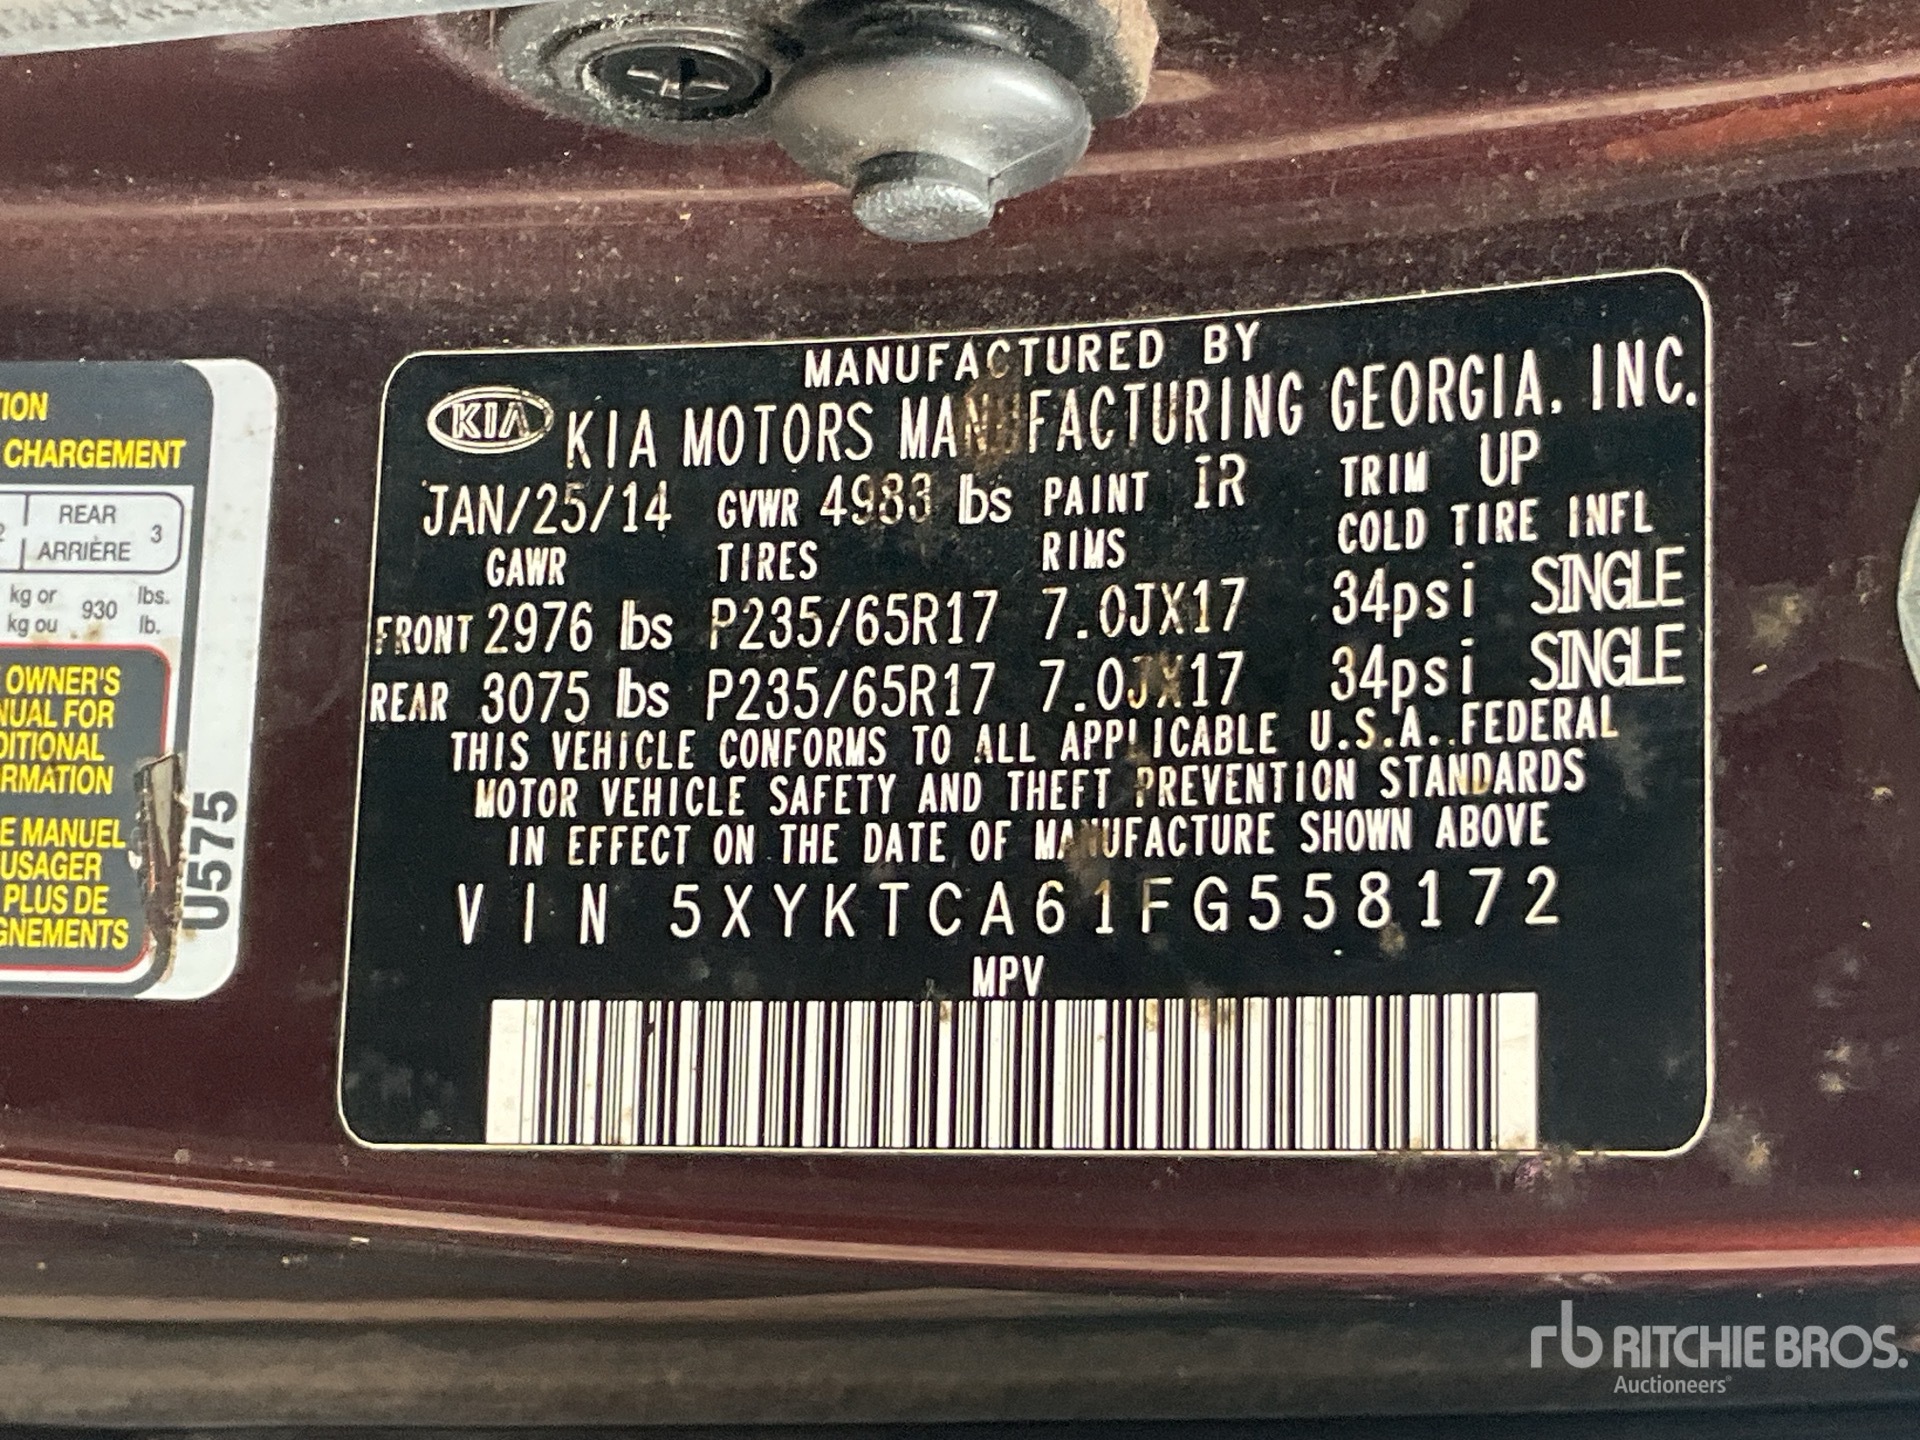 TION
CHARGEMENT
2 REAR 3
ARRIÈRE
kg or 930 lbs.
kg ou lb.
OWNER'S
NUAL FOR
DITIONAL
RMATION
E MANUEL
USAGER
PLUS DE
GNEMENTS
U575
MANUFACTURED BY
KIA KIA MOTORS MANUFACTURING GEORGIA, INC.
JAN/25/14 GVWR 4983 lbs PAINT IR TRIM UP
GAWR TIRES RIMS COLD TIRE INFL
FRONT 2976 lbs P235/65R17 7.0JX17 34psi SINGLE
REAR 3075 lbs P235/65R17 7.0JX17 34psi SINGLE
THIS VEHICLE CONFORMS TO ALL APPLICABLE U.S.A. FEDERAL
MOTOR VEHICLE SAFETY AND THEFT PREVENTION STANDARDS
IN EFFECT ON THE DATE OF MANUFACTURE SHOWN ABOVE
VIN 5XYKTCA61FG558172
MPV
rb RITCHIE BROS.
Auctioneers